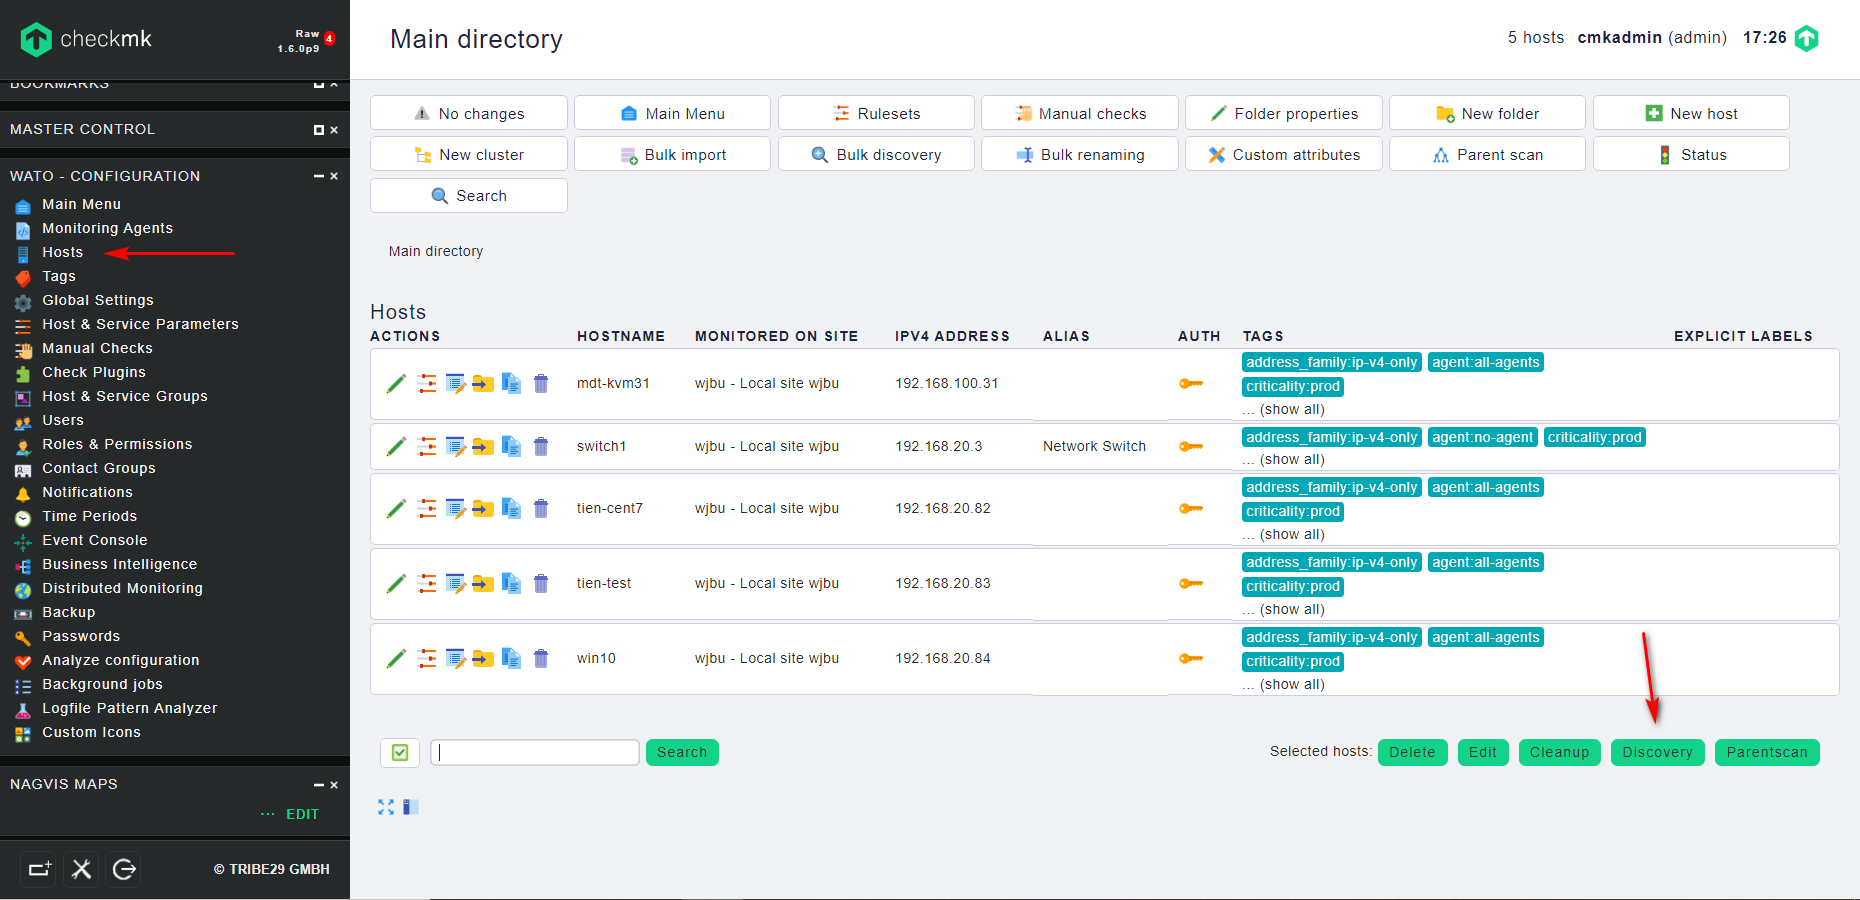 checkmk
Raw 4
1.6.0p9
BOOKMARKS
MASTER CONTROL
WATO - CONFIGURATION
Main Menu
Monitoring Agents
Hosts
Tags
Global Settings
Host & Service Parameters
Manual Checks
Check Plugins
Host & Service Groups
Users
Roles & Permissions
Contact Groups
Notifications
Time Periods
Event Console
Business Intelligence
Distributed Monitoring
Backup
Passwords
Analyze configuration
Background jobs
Logfile Pattern Analyzer
Custom Icons
NAGVIS MAPS
... EDIT
© TRIBE29 GMBH
Main directory
5 hosts cmkadmin (admin) 17:26
No changes Main Menu Rulesets Manual checks Folder properties New folder New host
New cluster Bulk import Bulk discovery Bulk renaming Custom attributes Parent scan Status
Search
Main directory
Hosts
ACTIONS HOSTNAME MONITORED ON SITE IPV4 ADDRESS ALIAS AUTH TAGS EXPLICIT LABELS
address_family:ip-v4-only agent:all-agents
mdt-kvm31 wjbu - Local site wjbu 192.168.100.31 criticality:prod
... (show all)
address_family:ip-v4-only agent:no-agent criticality:prod
switch1 wjbu - Local site wjbu 192.168.20.3 Network Switch
... (show all)
address_family:ip-v4-only agent:all-agents
tien-cent7 wjbu - Local site wjbu 192.168.20.82 criticality:prod
... (show all)
address_family:ip-v4-only agent:all-agents
tien-test wjbu - Local site wjbu 192.168.20.83 criticality:prod
... (show all)
address_family:ip-v4-only agent:all-agents
win10 wjbu - Local site wjbu 192.168.20.84 criticality:prod
... (show all)
Search Selected hosts: Delete Edit Cleanup Discovery Parentscan